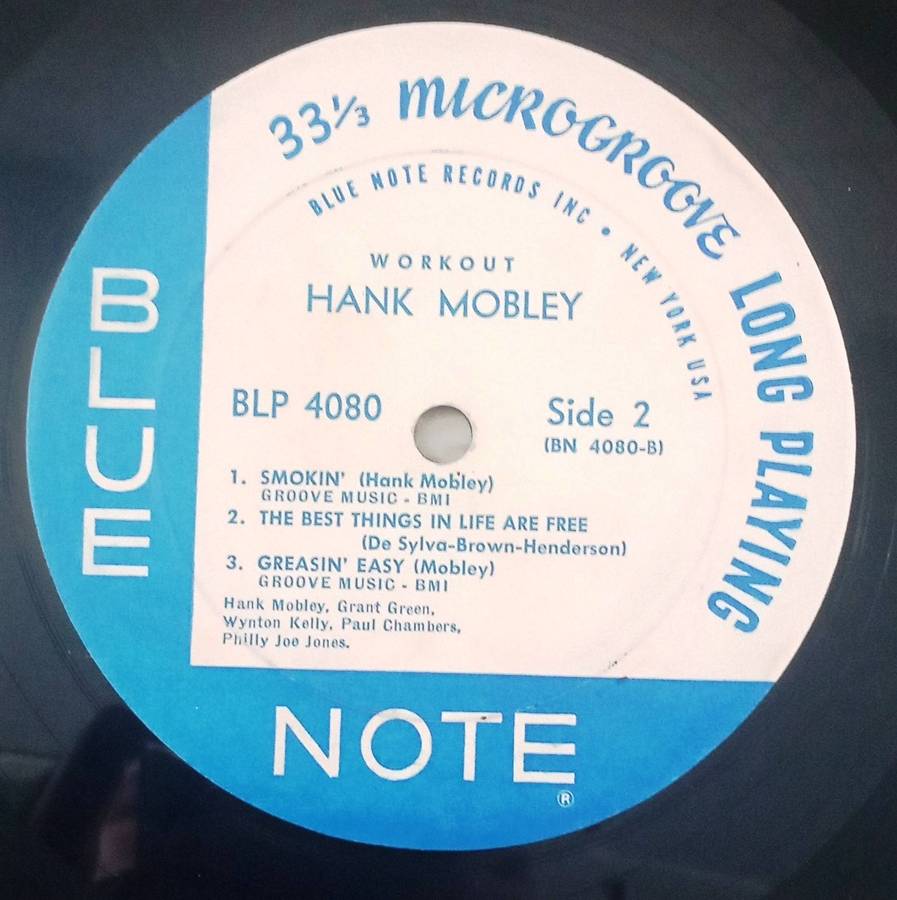 33⅓ MICROGROOVE LONG PLAYING
BLUE NOTE RECORDS INC • NEW YORK USA
WORKOUT
HANK MOBLEY
BLP 4080
Side 2
(BN 4080-B)
1. SMOKIN' (Hank Mobley)
GROOVE MUSIC - BMI
2. THE BEST THINGS IN LIFE ARE FREE
(De Sylva-Brown-Henderson)
3. GREASIN' EASY (Mobley)
GROOVE MUSIC - BMI
Hank Mobley, Grant Green,
Wynton Kelly, Paul Chambers,
Philly Joe Jones.
BLUE
NOTE
®